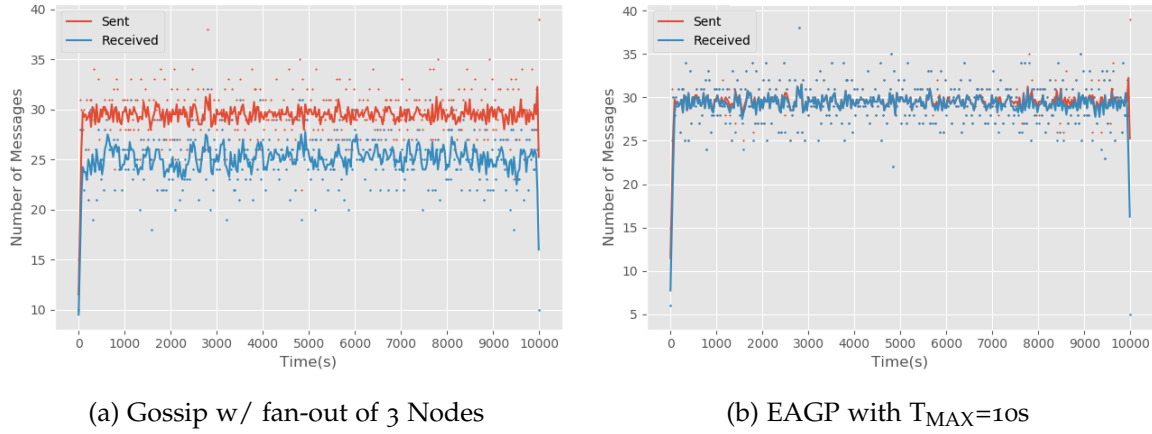 40
35
30
25
20
15
10
Number of Messages
Sent
Received
0 1000 2000 3000 4000 5000 6000 7000 8000 9000 10000
Time(s)
(a) Gossip w/ fan-out of 3 Nodes
40
35
30
25
20
15
10
5
Number of Messages
Sent
Received
0 1000 2000 3000 4000 5000 6000 7000 8000 9000 10000
Time(s)
(b) EAGP with TMAX=10s